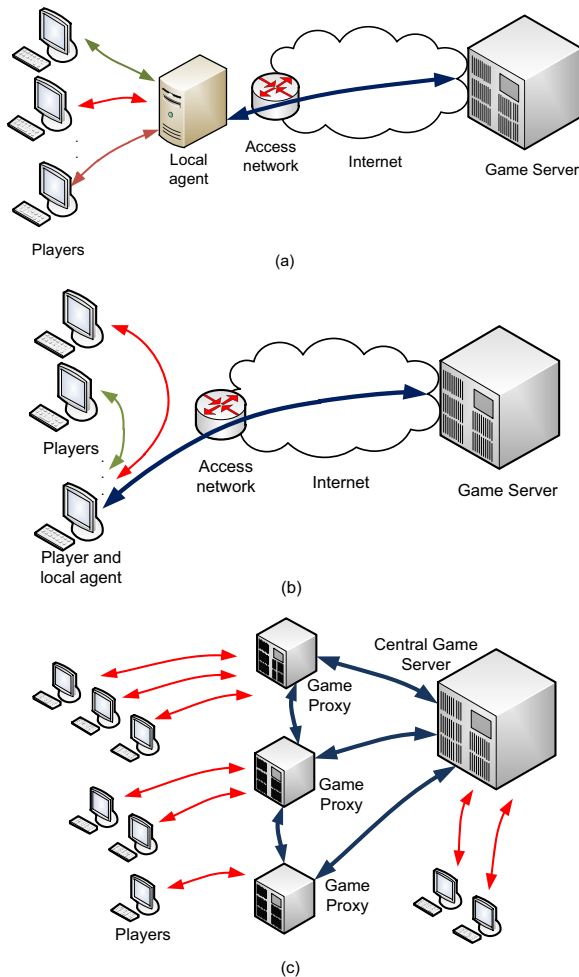 Local
agent
Access
network
Internet
Game Server
Players
(a)
Players
Access
network
Internet
Game Server
Player and
local agent
(b)
Central Game
Server
Game
Proxy
Game
Proxy
Game
Proxy
Players
(c)